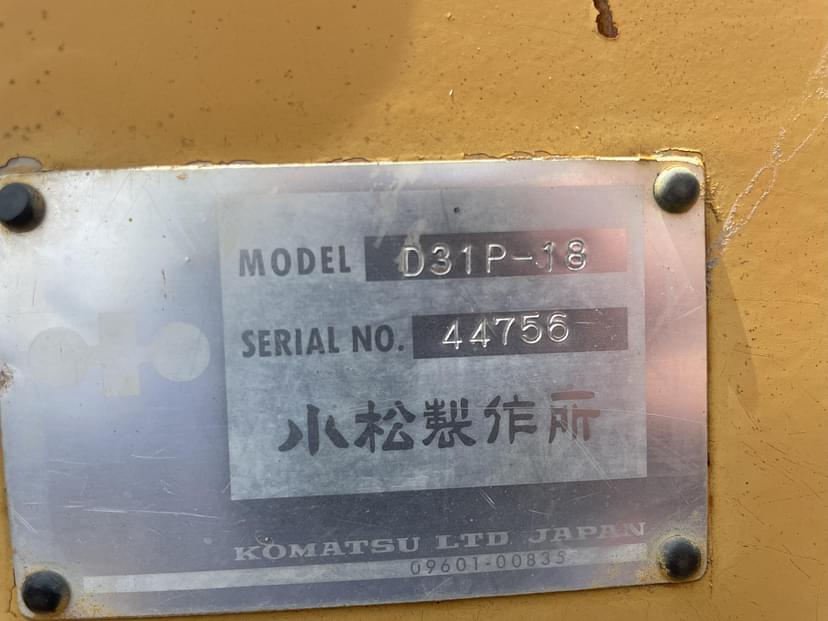 MODEL D31P-18
SERIAL NO. 44756
小松製作所
KOMATSU LTD JAPAN
09601-00835